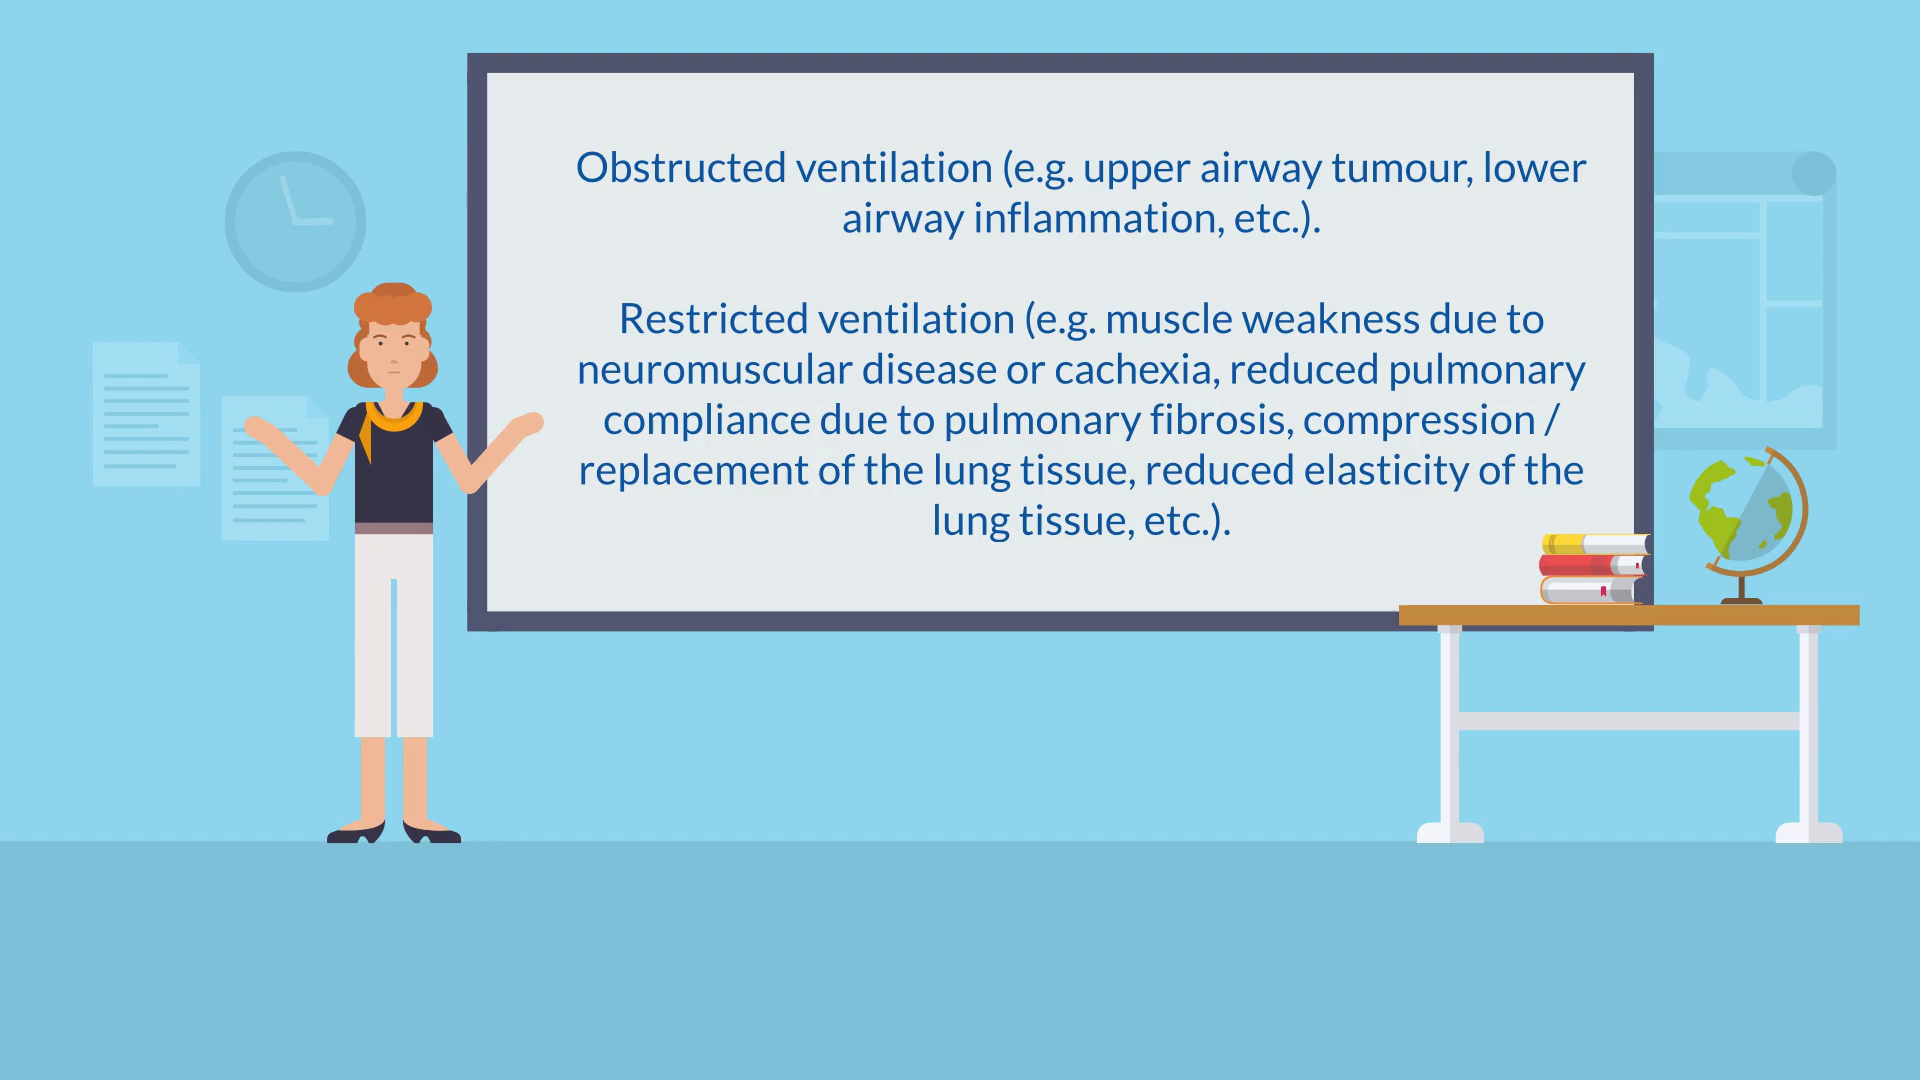 Obstructed ventilation (e.g. upper airway tumour, lower
airway inflammation, etc.).
Restricted ventilation (e.g. muscle weakness due to
neuromuscular disease or cachexia, reduced pulmonary
compliance due to pulmonary fibrosis, compression /
replacement of the lung tissue, reduced elasticity of the
lung tissue, etc.).